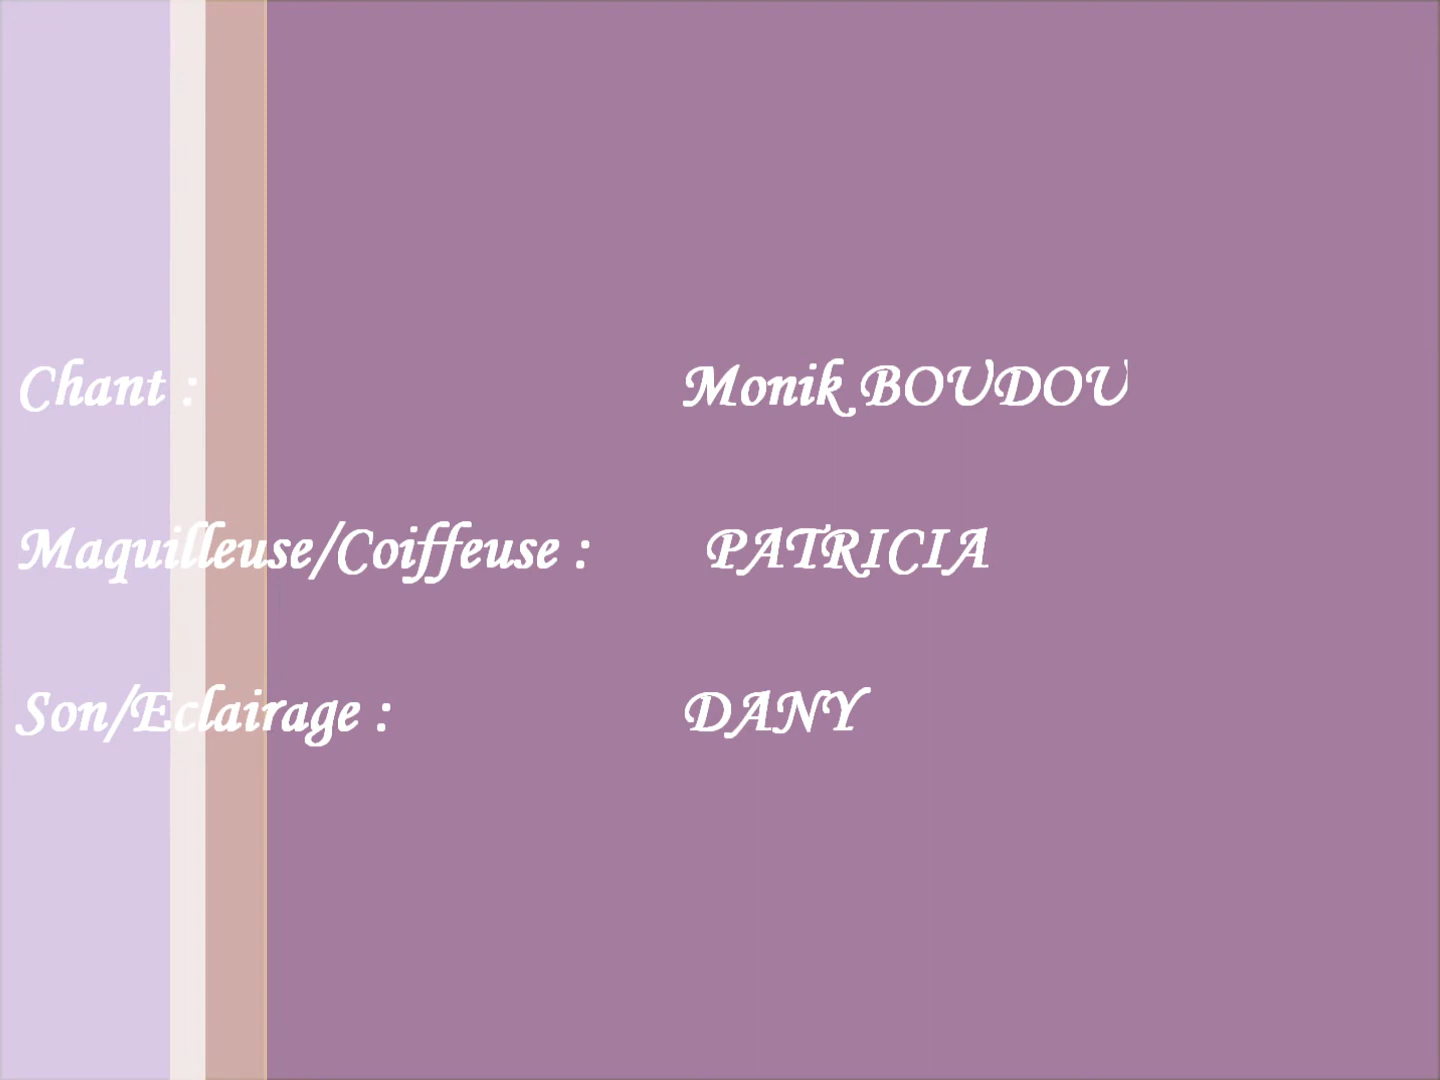 Chant : Monik BOUDOU
Maquilleuse/Coiffeuse : PATRICIA
Son/Eclairage : DANY